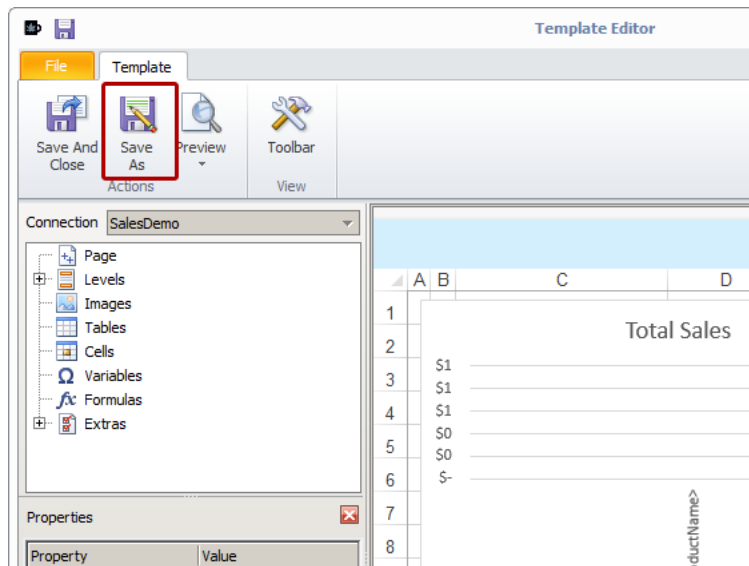 Template Editor
File
Template
Save And
Close
Save
As
Preview
Toolbar
Actions
View
Connection
SalesDemo
Page
Levels
Images
Tables
Cells
Variables
Formulas
Extras
Properties
Property
Value
A B C D
1
2
3
4
5
6
7
8
Total Sales
$1
$1
$1
$0
$0
$-
ductName>